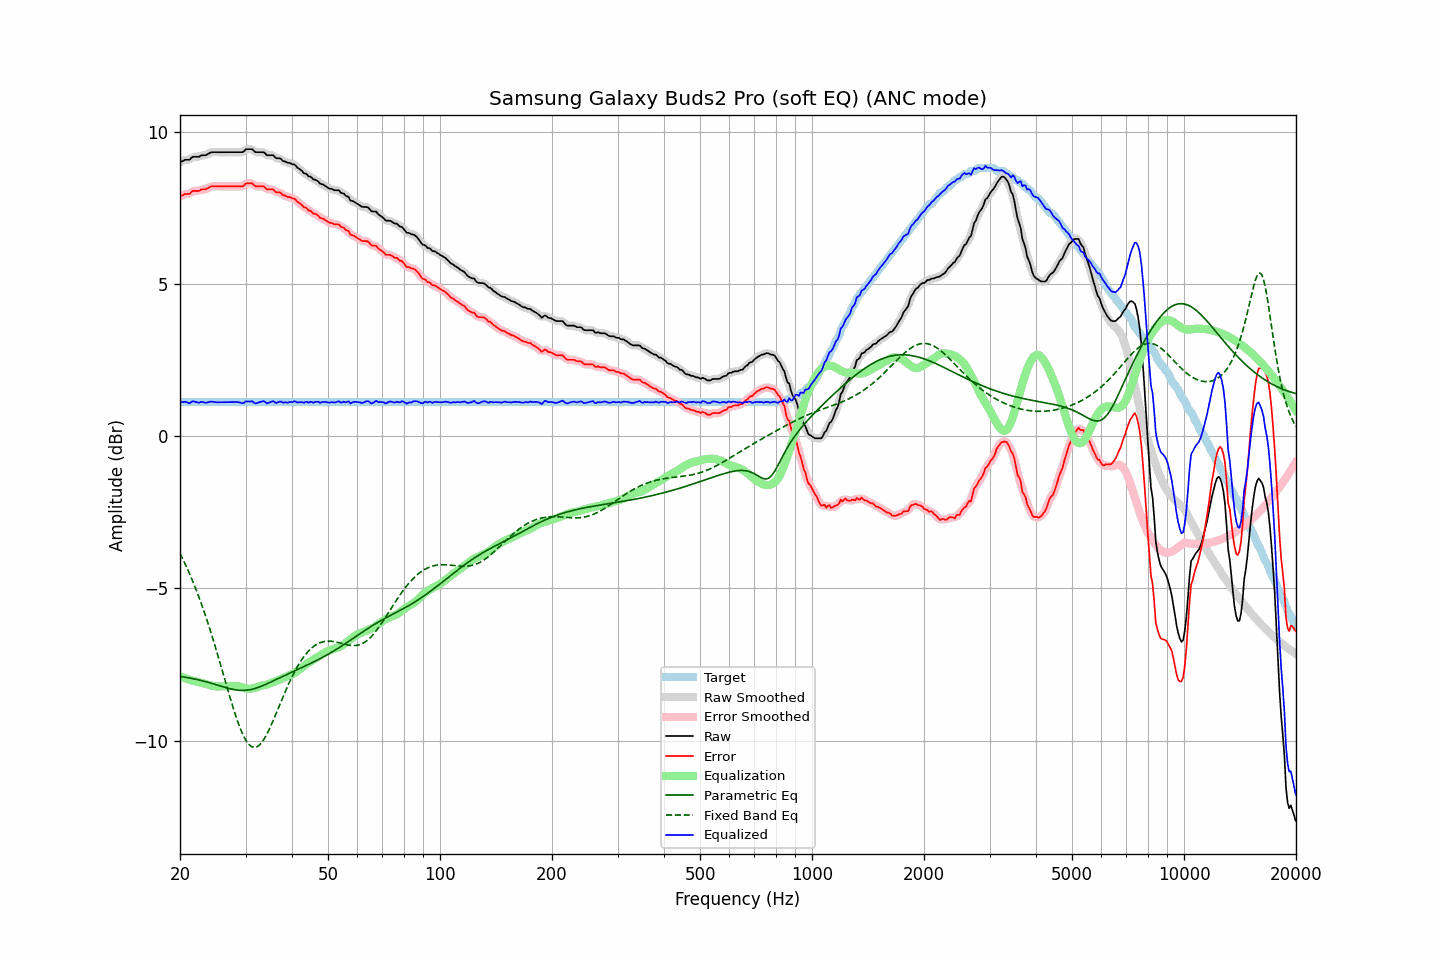 Samsung Galaxy Buds2 Pro (soft EQ) (ANC mode)
10
5
0
−5
−10
Amplitude (dBr)
Target
Raw Smoothed
Error Smoothed
Raw
Error
Equalization
Parametric Eq
Fixed Band Eq
Equalized
20
50
100
200
500
1000
2000
5000
10000
20000
Frequency (Hz)